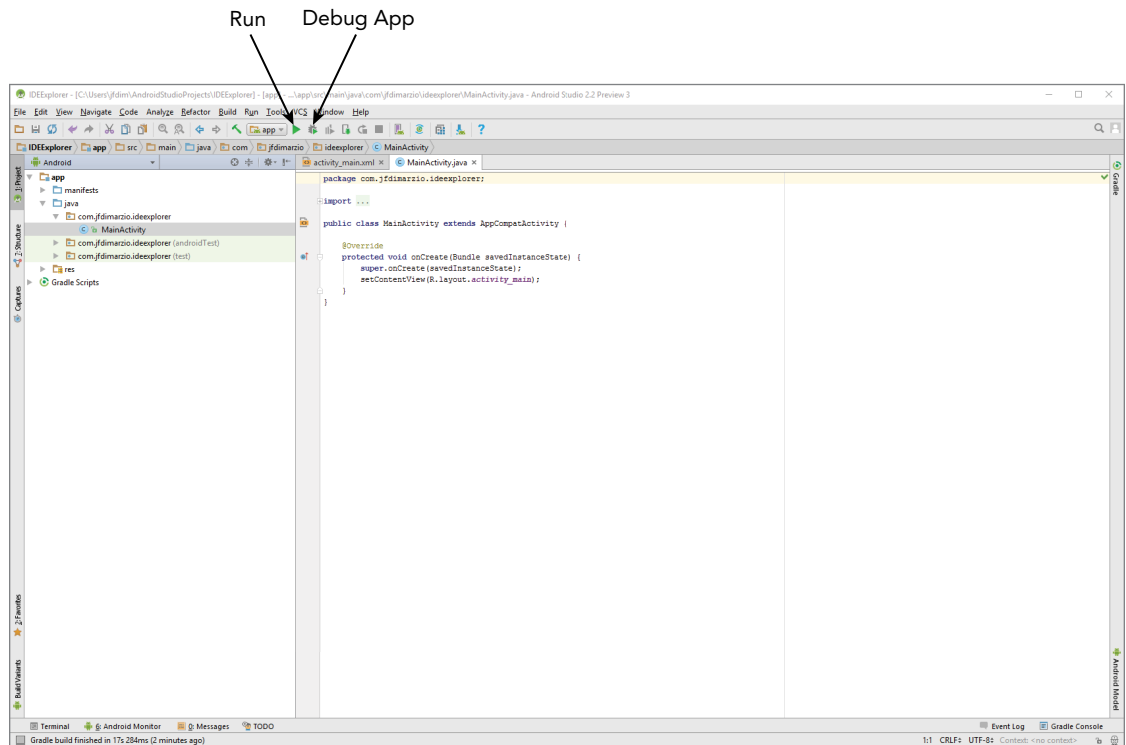 Run Debug App
IDEExplorer - [C:\Users\jfdim\AndroidStudioProjects\IDEExplorer] - [app] - ...\app\src\main\java\com\jfdimarzio\ideexplorer\MainActivity.java - Android Studio 2.2 Preview 3
File Edit View Navigate Code Analyze Refactor Build Run Tools VCS Window Help
app
IDEExplorer app src main java com jfdimarzio ideexplorer MainActivity
Android
activity_main.xml MainActivity.java
1: Project
7: Structure
Captures
2: Favorites
Build Variants
app
manifests
java
com.jfdimarzio.ideexplorer
MainActivity
com.jfdimarzio.ideexplorer (androidTest)
com.jfdimarzio.ideexplorer (test)
res
Gradle Scripts
package com.jfdimarzio.ideexplorer;
import ...
public class MainActivity extends AppCompatActivity {
@Override
protected void onCreate(Bundle savedInstanceState) {
super.onCreate(savedInstanceState);
setContentView(R.layout.activity_main);
}
}
Gradle
Android Model
Terminal 6: Android Monitor 0: Messages TODO Event Log Gradle Console
Gradle build finished in 17s 284ms (2 minutes ago) 1:1 CRLF UTF-8 Context: <no context>